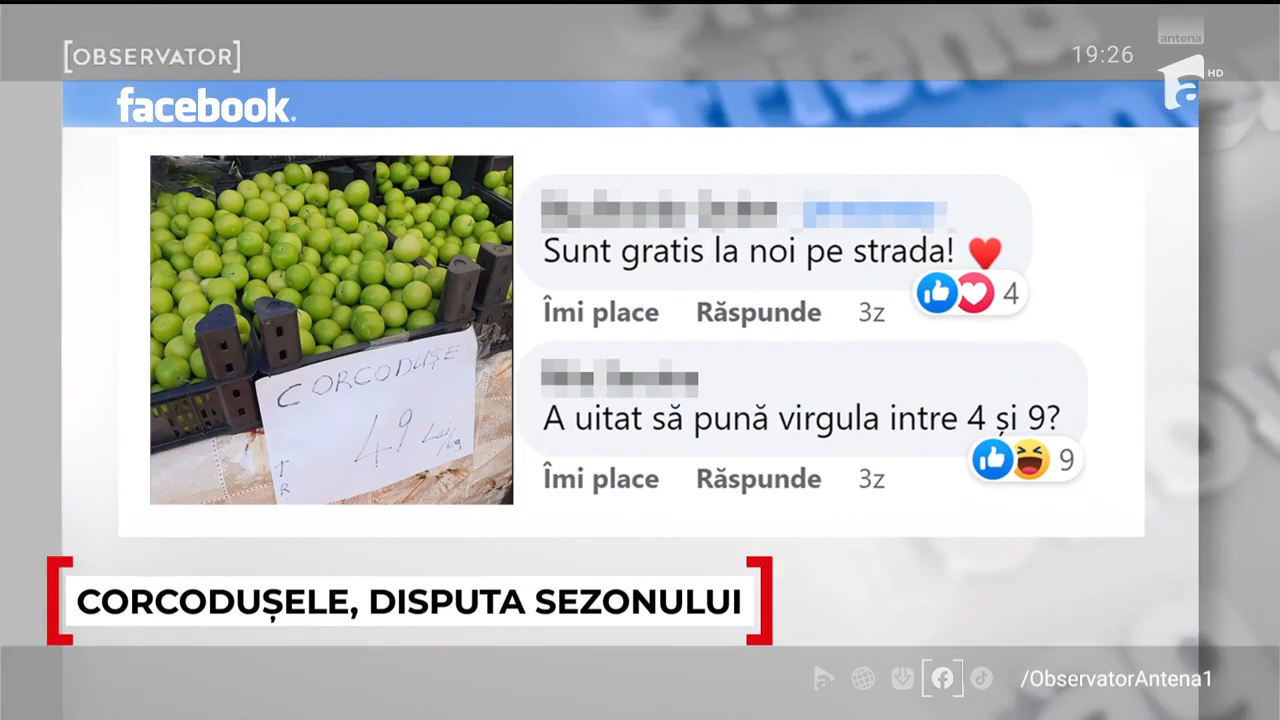 [OBSERVATOR]
19:26
antena
HD
facebook.
CORCODUȘE
49 Lei/kg
T
R
Sunt gratis la noi pe strada! ❤️
4
Îmi place Răspunde 3z
A uitat să pună virgula intre 4 și 9?
9
Îmi place Răspunde 3z
CORCODUȘELE, DISPUTA SEZONULUI
/ObservatorAntena1